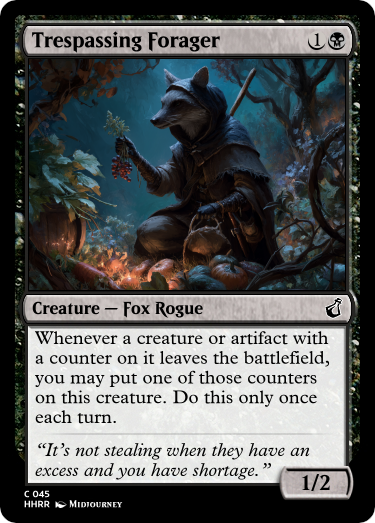 Trespassing Forager 1
Creature — Fox Rogue
Whenever a creature or artifact with
a counter on it leaves the battlefield,
you may put one of those counters
on this creature. Do this only once
each turn.
“It’s not stealing when they have an
excess and you have shortage.”
1/2
C 045
HHRR Midjourney